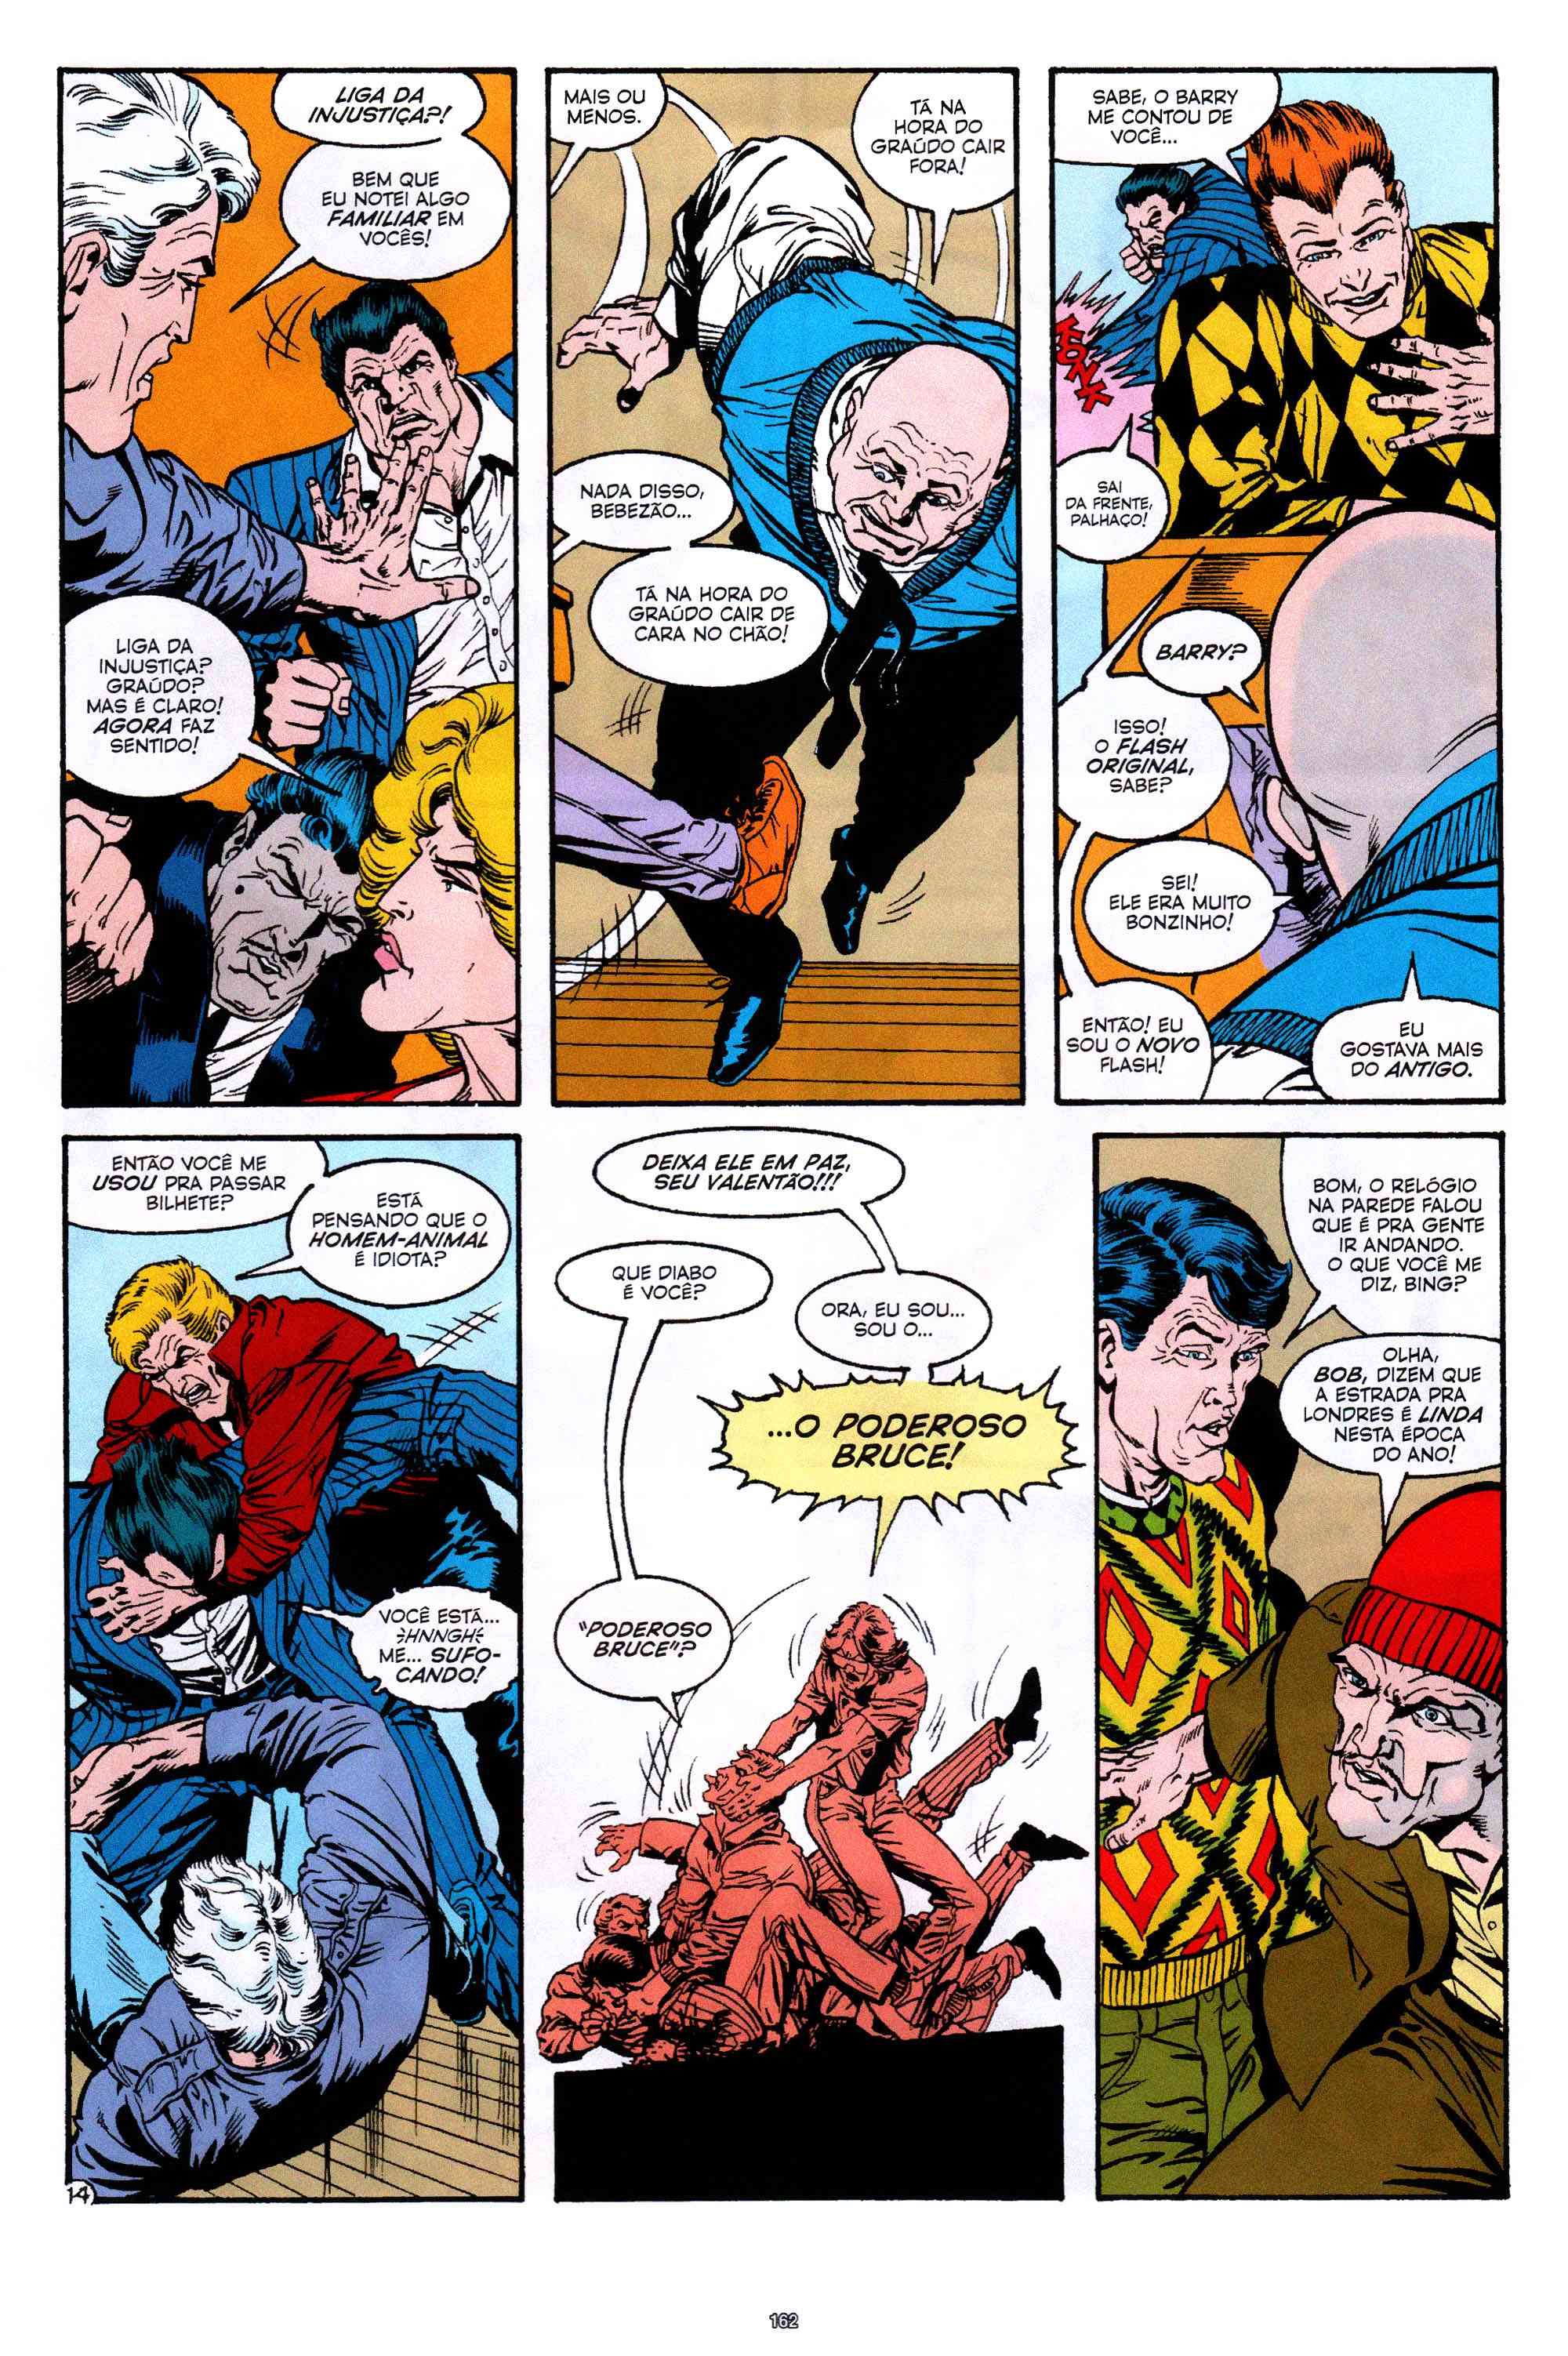 LIGA DA
INJUSTIÇA?!
BEM QUE
EU NOTEI ALGO
FAMILIAR EM
VOCÊS!
LIGA DA
INJUSTIÇA?
GRAÚDO?
MAS É CLARO!
AGORA FAZ
SENTIDO!
MAIS OU
MENOS.
TÁ NA
HORA DO
GRAÚDO CAIR
FORA!
NADA DISSO,
BEBEZÃO...
TÁ NA HORA DO
GRAÚDO CAIR DE
CARA NO CHÃO!
SABE, O BARRY
ME CONTOU DE
VOCÊ...
KONK
SAI
DA FRENTE,
PALHAÇO!
BARRY?
ISSO!
O FLASH
ORIGINAL,
SABE?
SEI!
ELE ERA MUITO
BONZINHO!
ENTÃO! EU
SOU O NOVO
FLASH!
EU
GOSTAVA MAIS
DO ANTIGO.
ENTÃO VOCÊ ME
USOU PRA PASSAR
BILHETE?
ESTÁ
PENSANDO QUE O
HOMEM-ANIMAL
É IDIOTA?
VOCÊ ESTÁ...
HNNGH
ME... SUFO-
CANDO!
14
DEIXA ELE EM PAZ,
SEU VALENTÃO!!!
QUE DIABO
É VOCÊ?
ORA, EU SOU...
SOU O...
...O PODEROSO
BRUCE!
“PODEROSO
BRUCE”?
BOM, O RELÓGIO
NA PAREDE FALOU
QUE É PRA GENTE
IR ANDANDO.
O QUE VOCÊ ME
DIZ, BING?
OLHA,
BOB, DIZEM QUE
A ESTRADA PRA
LONDRES É LINDA
NESTA ÉPOCA
DO ANO!
162